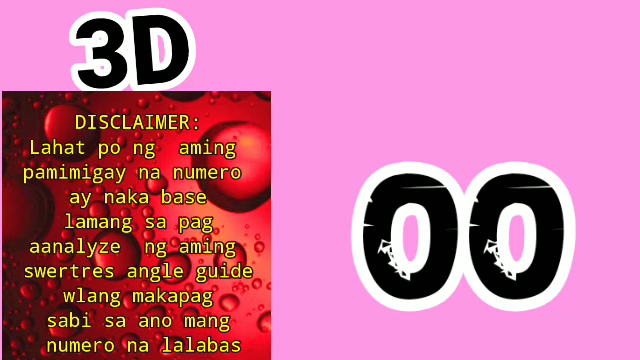 3D
DISCLAIMER:
Lahat po ng aming
pamimigay na numero
ay naka base
lamang sa pag
aanalyze ng aming
swertres angle guide
wlang makapag
sabi sa ano mang
numero na lalabas
00